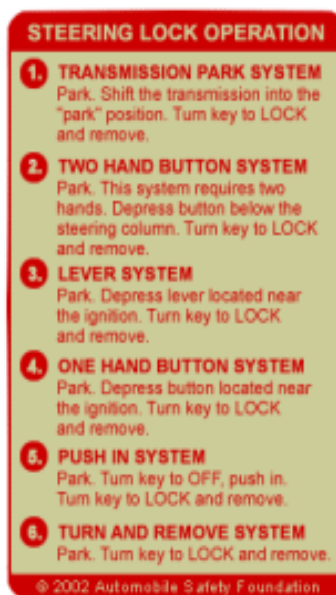 STEERING LOCK OPERATION
1. TRANSMISSION PARK SYSTEM
Park. Shift the transmission into the
"park" position. Turn key to LOCK
and remove.
2. TWO HAND BUTTON SYSTEM
Park. This system requires two
hands. Depress button below the
steering column. Turn key to LOCK
and remove.
3. LEVER SYSTEM
Park. Depress lever located near
the ignition. Turn key to LOCK
and remove.
4. ONE HAND BUTTON SYSTEM
Park. Depress button located near
the ignition. Turn key to LOCK
and remove.
5. PUSH IN SYSTEM
Park. Turn key to OFF, push in.
Turn key to LOCK and remove.
6. TURN AND REMOVE SYSTEM
Park. Turn key to LOCK and remove.
© 2002 Automobile Safety Foundation